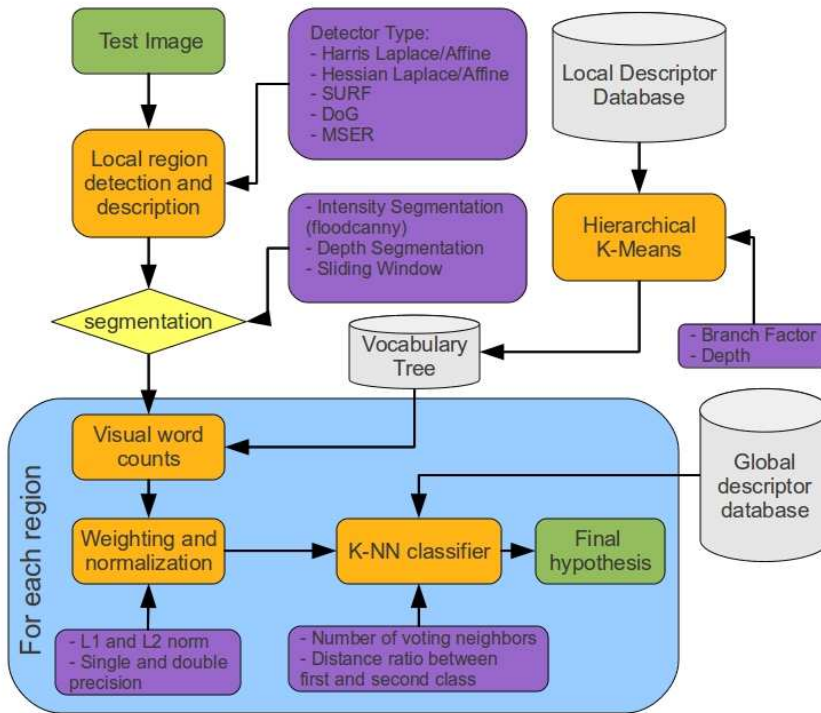 Test Image
Detector Type:
- Harris Laplace/Affine
- Hessian Laplace/Affine
- SURF
- DoG
- MSER
Local Descriptor
Database
Local region
detection and
description
- Intensity Segmentation
(floodcanny)
- Depth Segmentation
- Sliding Window
Hierarchical
K-Means
segmentation
Vocabulary
Tree
- Branch Factor
- Depth
For each region
Visual word
counts
Global
descriptor
database
Weighting and
normalization
K-NN classifier
Final
hypothesis
- L1 and L2 norm
- Single and double
precision
- Number of voting neighbors
- Distance ratio between
first and second class